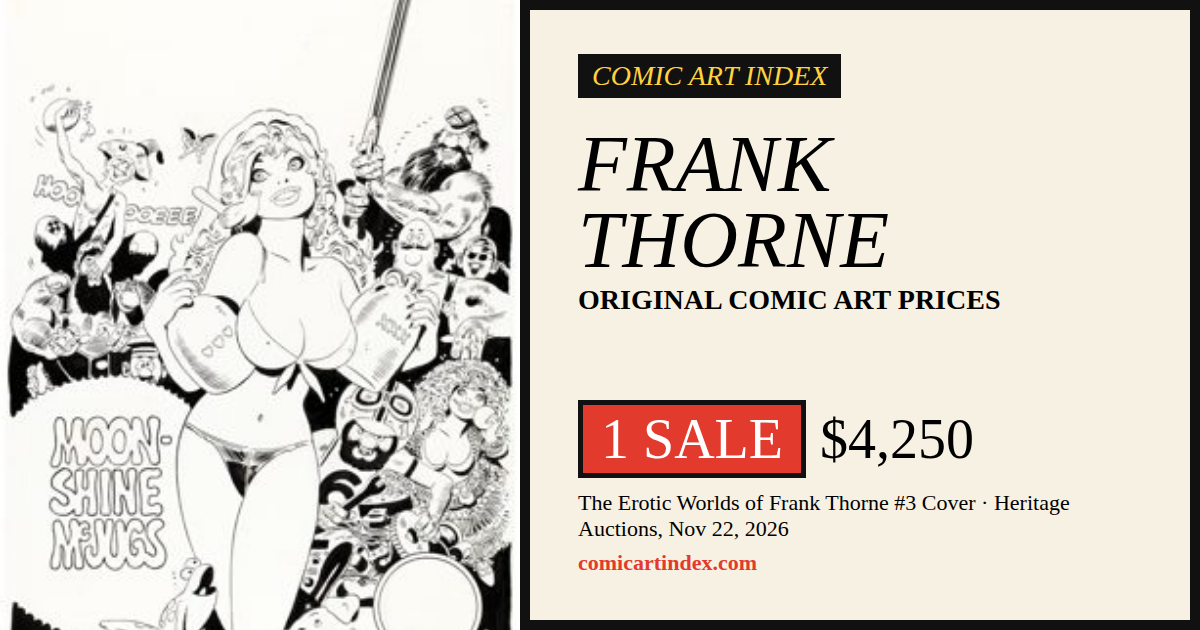 HOO
OOEEE!
XXX
MOON-
SHINE
McJUGS
COMIC ART INDEX
FRANK
THORNE
ORIGINAL COMIC ART PRICES
1 SALE $4,250
The Erotic Worlds of Frank Thorne #3 Cover · Heritage
Auctions, Nov 22, 2026
comicartindex.com